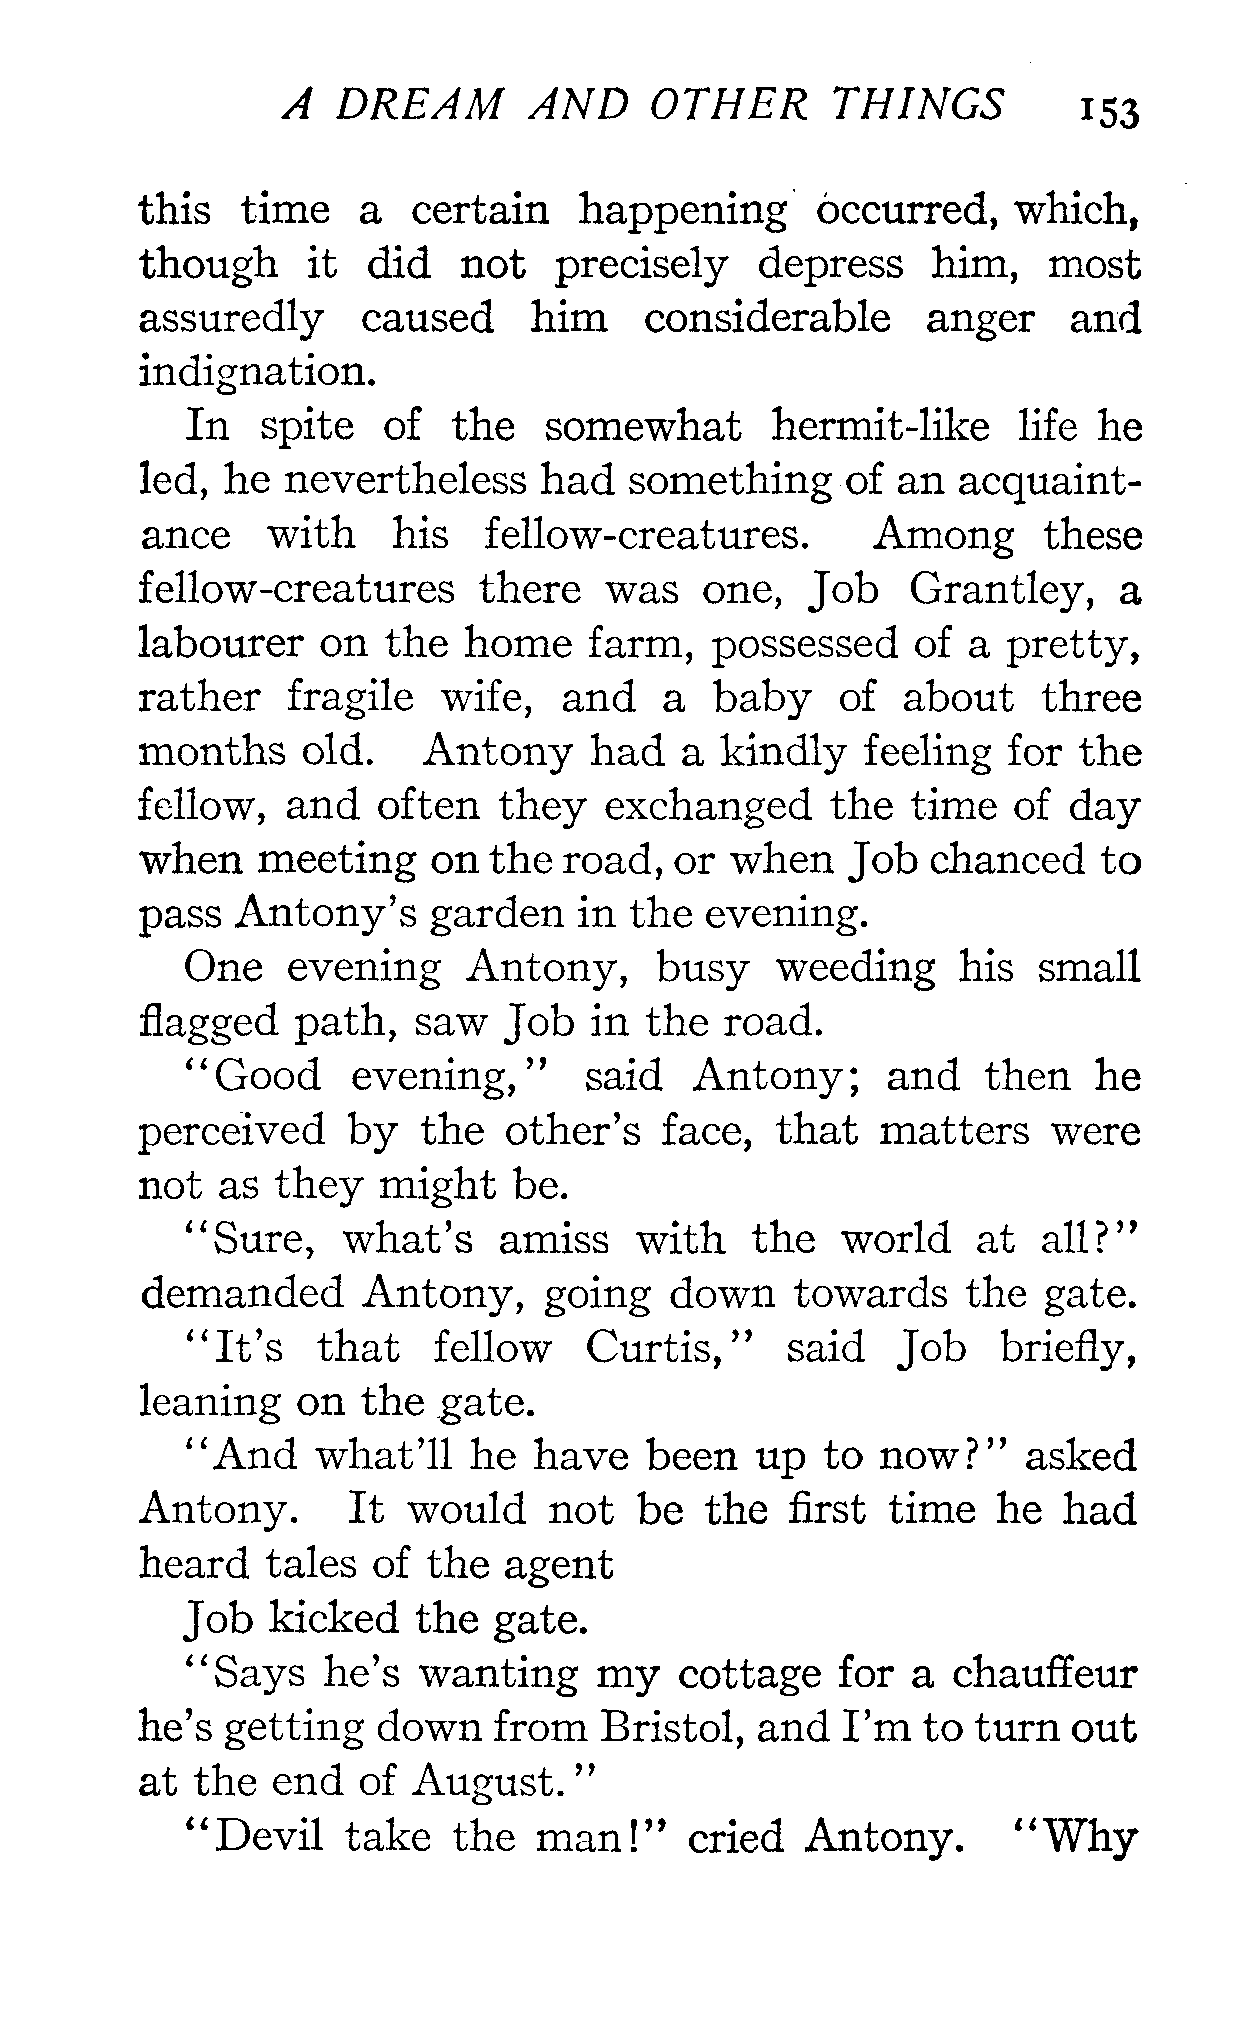 A DREAM AND OTHER THINGS 153
this time a certain happening occurred, which,
though it did not precisely depress him, most
assuredly caused him considerable anger and
indignation.
In spite of the somewhat hermit-like life he
led, he nevertheless had something of an acquaint-
ance with his fellow-creatures. Among these
fellow-creatures there was one, Job Grantley, a
labourer on the home farm, possessed of a pretty,
rather fragile wife, and a baby of about three
months old. Antony had a kindly feeling for the
fellow, and often they exchanged the time of day
when meeting on the road, or when Job chanced to
pass Antony's garden in the evening.
One evening Antony, busy weeding his small
flagged path, saw Job in the road.
"Good evening," said Antony; and then he
perceived by the other's face, that matters were
not as they might be.
"Sure, what's amiss with the world at all?"
demanded Antony, going down towards the gate.
"It's that fellow Curtis," said Job briefly,
leaning on the gate.
"And what'll he have been up to now?" asked
Antony. It would not be the first time he had
heard tales of the agent
Job kicked the gate.
"Says he's wanting my cottage for a chauffeur
he's getting down from Bristol, and I'm to turn out
at the end of August."
"Devil take the man!" cried Antony. "Why